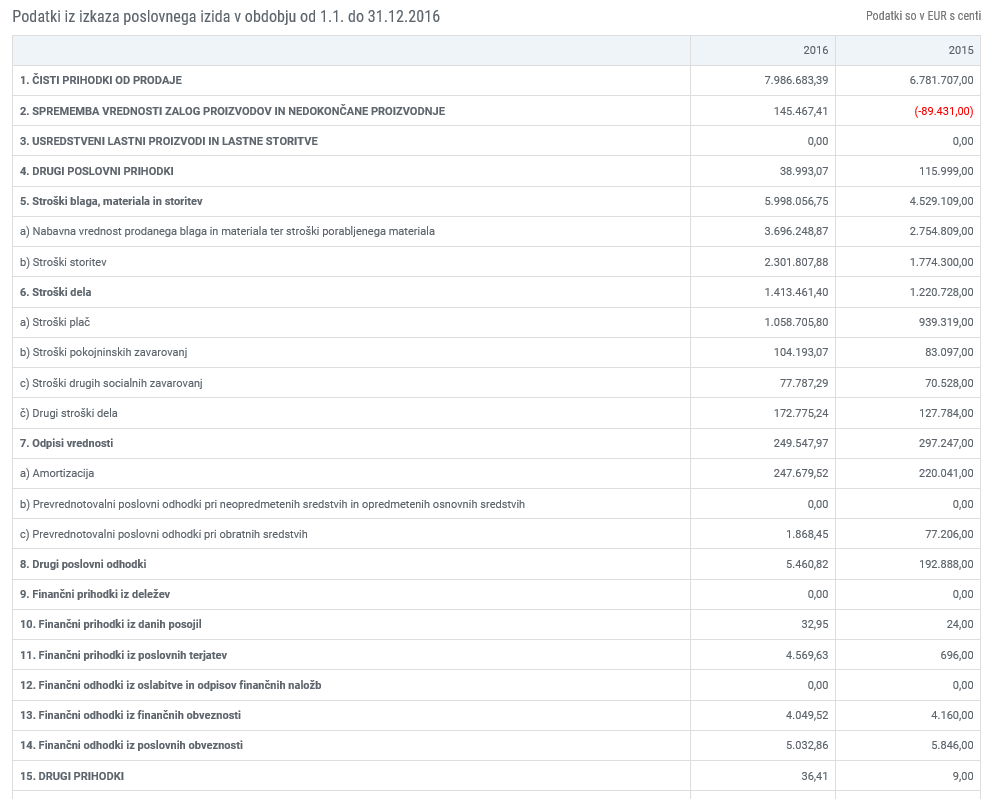 Podatki iz izkaza poslovnega izida v obdobju od 1.1. do 31.12.2016 Podatki so v EUR s centi
2016 2015
1. ČISTI PRIHODKI OD PRODAJE 7.986.683,39 6.781.707,00
2. SPREMEMBA VREDNOSTI ZALOG PROIZVODOV IN NEDOKONČANE PROIZVODNJE 145.467,41 (-89.431,00)
3. USREDSTVENI LASTNI PROIZVODI IN LASTNE STORITVE 0,00 0,00
4. DRUGI POSLOVNI PRIHODKI 38.993,07 115.999,00
5. Stroški blaga, materiala in storitev 5.998.056,75 4.529.109,00
a) Nabavna vrednost prodanega blaga in materiala ter stroški porabljenega materiala 3.696.248,87 2.754.809,00
b) Stroški storitev 2.301.807,88 1.774.300,00
6. Stroški dela 1.413.461,40 1.220.728,00
a) Stroški plač 1.058.705,80 939.319,00
b) Stroški pokojninskih zavarovanj 104.193,07 83.097,00
c) Stroški drugih socialnih zavarovanj 77.787,29 70.528,00
č) Drugi stroški dela 172.775,24 127.784,00
7. Odpisi vrednosti 249.547,97 297.247,00
a) Amortizacija 247.679,52 220.041,00
b) Prevrednotovalni poslovni odhodki pri neopredmetenih sredstvih in opredmetenih osnovnih sredstvih 0,00 0,00
c) Prevrednotovalni poslovni odhodki pri obratnih sredstvih 1.868,45 77.206,00
8. Drugi poslovni odhodki 5.460,82 192.888,00
9. Finančni prihodki iz deležev 0,00 0,00
10. Finančni prihodki iz danih posojil 32,95 24,00
11. Finančni prihodki iz poslovnih terjatev 4.569,63 696,00
12. Finančni odhodki iz oslabitve in odpisov finančnih naložb 0,00 0,00
13. Finančni odhodki iz finančnih obveznosti 4.049,52 4.160,00
14. Finančni odhodki iz poslovnih obveznosti 5.032,86 5.846,00
15. DRUGI PRIHODKI 36,41 9,00